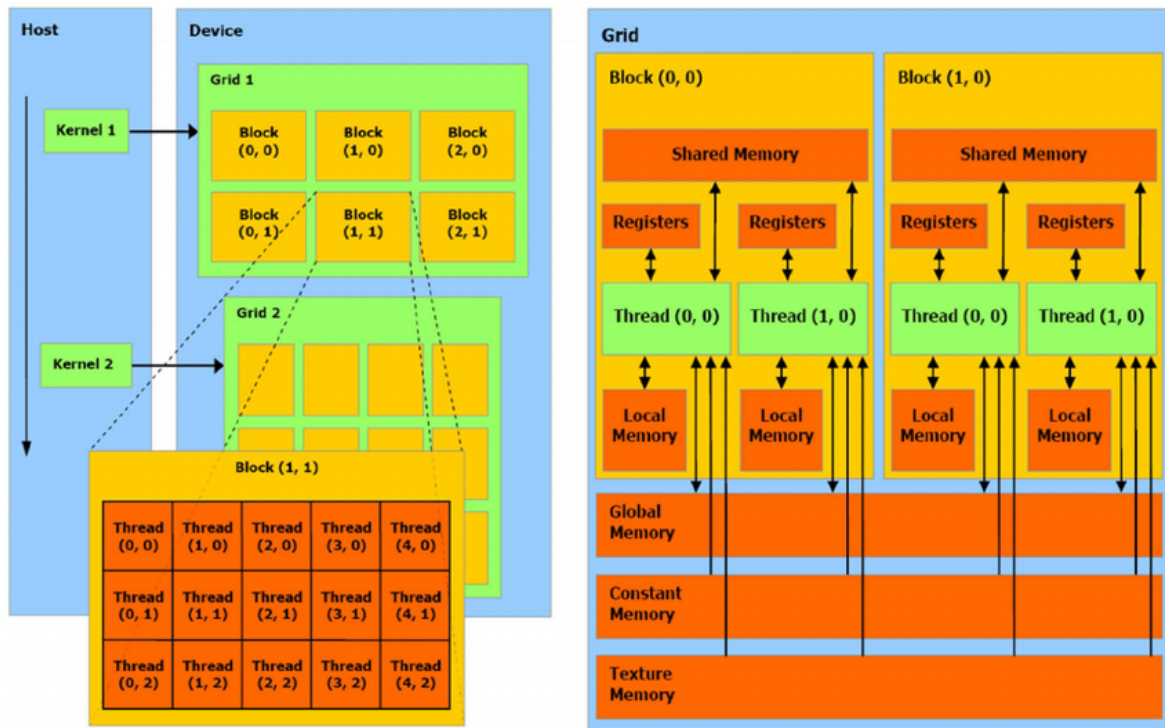 Host
Device
Grid 1
Kernel 1
Block
(0, 0)
Block
(1, 0)
Block
(2, 0)
Block
(0, 1)
Block
(1, 1)
Block
(2, 1)
Grid 2
Kernel 2
Block (1, 1)
Thread
(0, 0)
Thread
(1, 0)
Thread
(2, 0)
Thread
(3, 0)
Thread
(4, 0)
Thread
(0, 1)
Thread
(1, 1)
Thread
(2, 1)
Thread
(3, 1)
Thread
(4, 1)
Thread
(0, 2)
Thread
(1, 2)
Thread
(2, 2)
Thread
(3, 2)
Thread
(4, 2)
Grid
Block (0, 0)
Shared Memory
Registers
Registers
Thread (0, 0)
Thread (1, 0)
Local
Memory
Local
Memory
Block (1, 0)
Shared Memory
Registers
Registers
Thread (0, 0)
Thread (1, 0)
Local
Memory
Local
Memory
Global
Memory
Constant
Memory
Texture
Memory